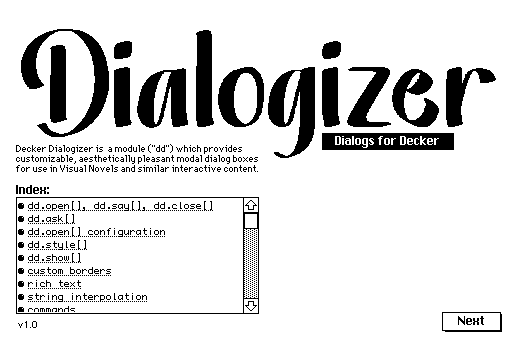 Dialogizer
Dialogs for Decker
Decker Dialogizer is a module ("dd") which provides
customizable, aesthetically pleasant modal dialog boxes
for use in Visual Novels and similar interactive content.
Index:
dd.open[], dd.say[], dd.close[]
dd.ask[]
dd.open[] configuration
dd.style[]
dd.show[]
custom borders
rich text
string interpolation
commands
v1.0
Next